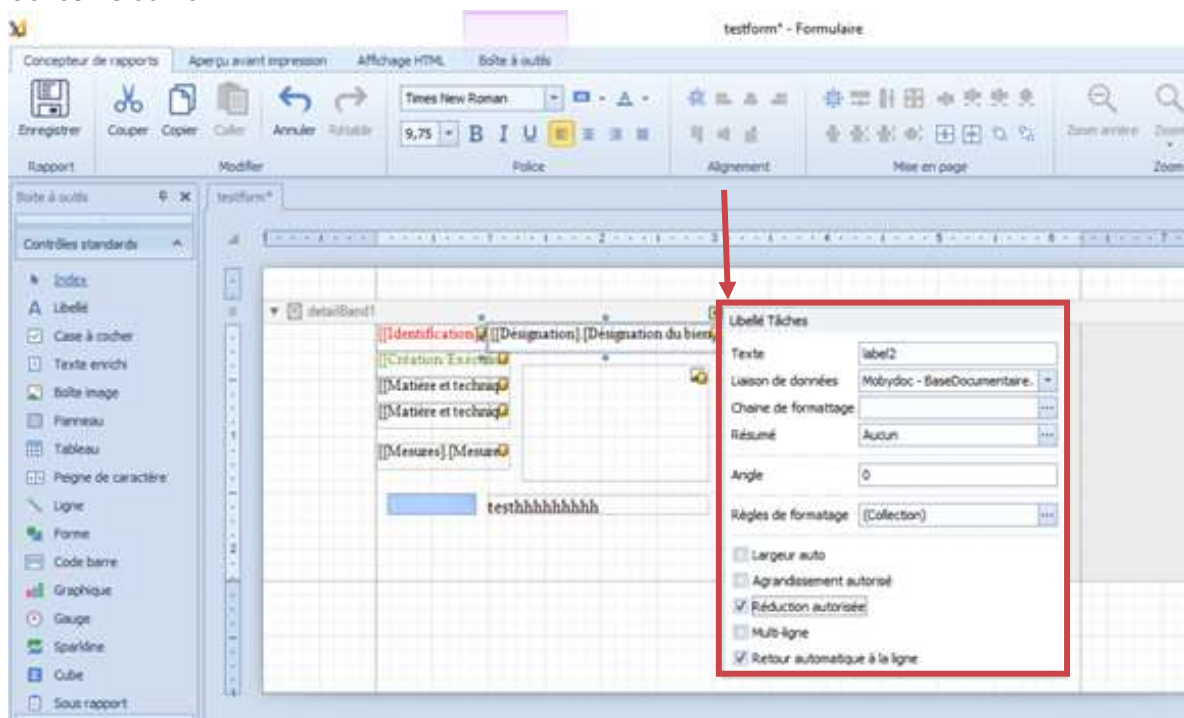 testform* - Formulaire
Concepteur de rapports Aperçu avant impression Affichage HTML Boîte à outils
Times New Roman
Enregistrer Couper Copier Coller Annuler Rétablir
9,75 B I U
Zoom arrière Zoom
Rapport Modifier Police Alignement Mise en page Zoom
Boîte à outils testform*
Contrôles standards
Index
A Libellé
Case à cocher
Texte enrichi
Boîte image
Panneau
Tableau
Peigne de caractère
Ligne
Forme
Code barre
Graphique
Gauge
Sparkline
Cube
Sous rapport
detailBand1
[[Identification] [[Désignation].[Désignation du bien
[[Création Exécu
[[Matière et techniq
[[Matière et techniq
[[Mesures].[Mesure
testhhhhhhhhh
Libellé Tâches
Texte label2
Liaison de données Mobydoc - BaseDocumentaire.
Chaine de formattage
Résumé Aucun
Angle 0
Règles de formatage (Collection)
Largeur auto
Agrandissement autorisé
Réduction autorisée
Multi-ligne
Retour automatique à la ligne